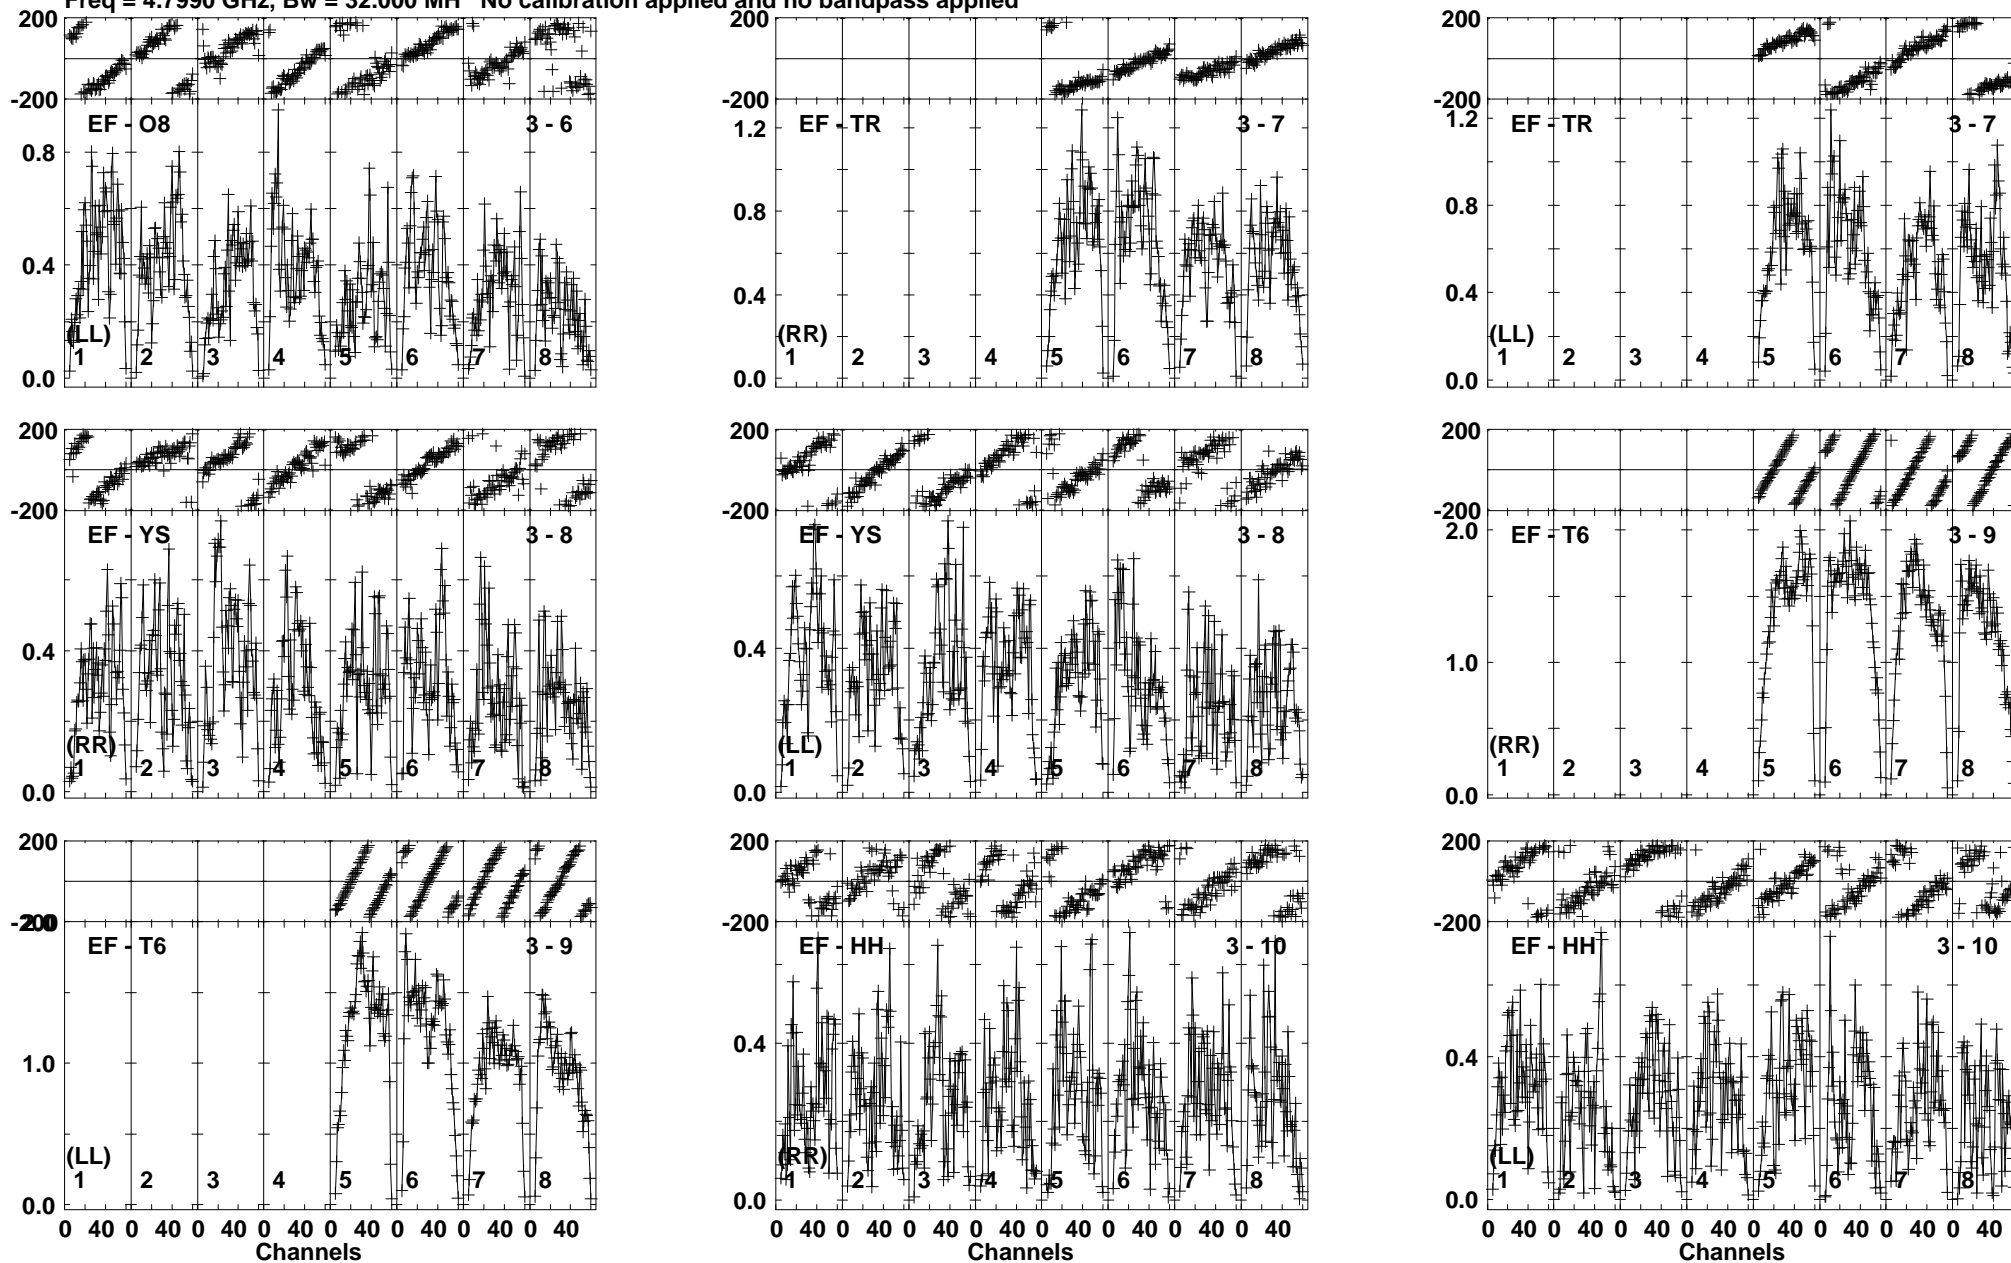 Freq = 4.7990 GHz, Bw = 32.000 MH No calibration applied and no bandpass applied
200 200 200
-200 -200 -200
EF - O8 3 - 6 EF - TR 3 - 7 EF - TR 3 - 7
0.8 1.2 1.2
0.8 0.8
0.4 0.4 0.4
(LL) (RR) (LL)
1 2 3 4 5 6 7 8 1 2 3 4 5 6 7 8 1 2 3 4 5 6 7 8
0.0 0.0 0.0
200 200 200
-200 -200 -200
EF - YS 3 - 8 EF - YS 3 - 8 EF - T6 3 - 9
2.0
0.4 0.4 1.0
(RR) (LL) (RR)
1 2 3 4 5 6 7 8 1 2 3 4 5 6 7 8 1 2 3 4 5 6 7 8
0.0 0.0 0.0
200 200 200
-200 -200 -200
EF - T6 3 - 9 EF - HH 3 - 10 EF - HH 3 - 10
1.0 0.4 0.4
(LL) (RR) (LL)
1 2 3 4 5 6 7 8 1 2 3 4 5 6 7 8 1 2 3 4 5 6 7 8
0.0 0.0 0.0
0 40 0 40 0 40 0 40 0 40 0 40 0 40 0 40 0 40 0 40 0 40 0 40 0 40 0 40 0 40 0 40 0 40 0 40 0 40 0 40 0 40 0 40 0 40 0 40
Channels Channels Channels